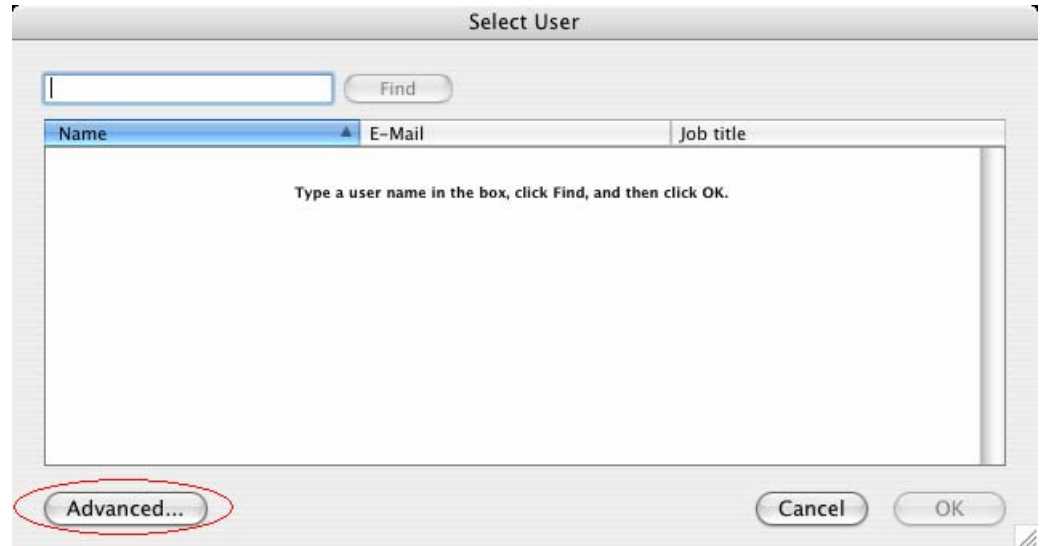 Select User
Find
Name E-Mail Job title
Type a user name in the box, click Find, and then click OK.
Advanced... Cancel OK